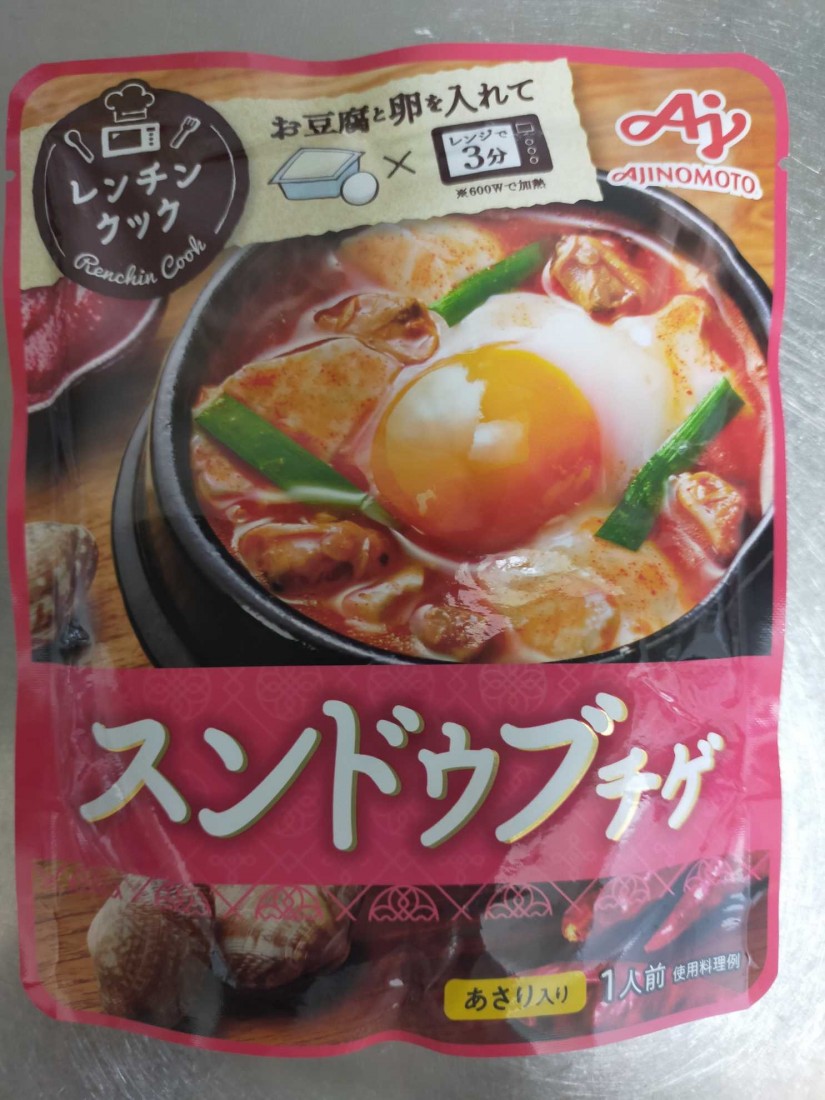 レンチン
クック
Renchin Cook
お豆腐と卵を入れて
×
レンジで
3分
※600Wで加熱
Aj
AJINOMOTO
スンドゥブチゲ
あさり入り
1人前 使用料理例